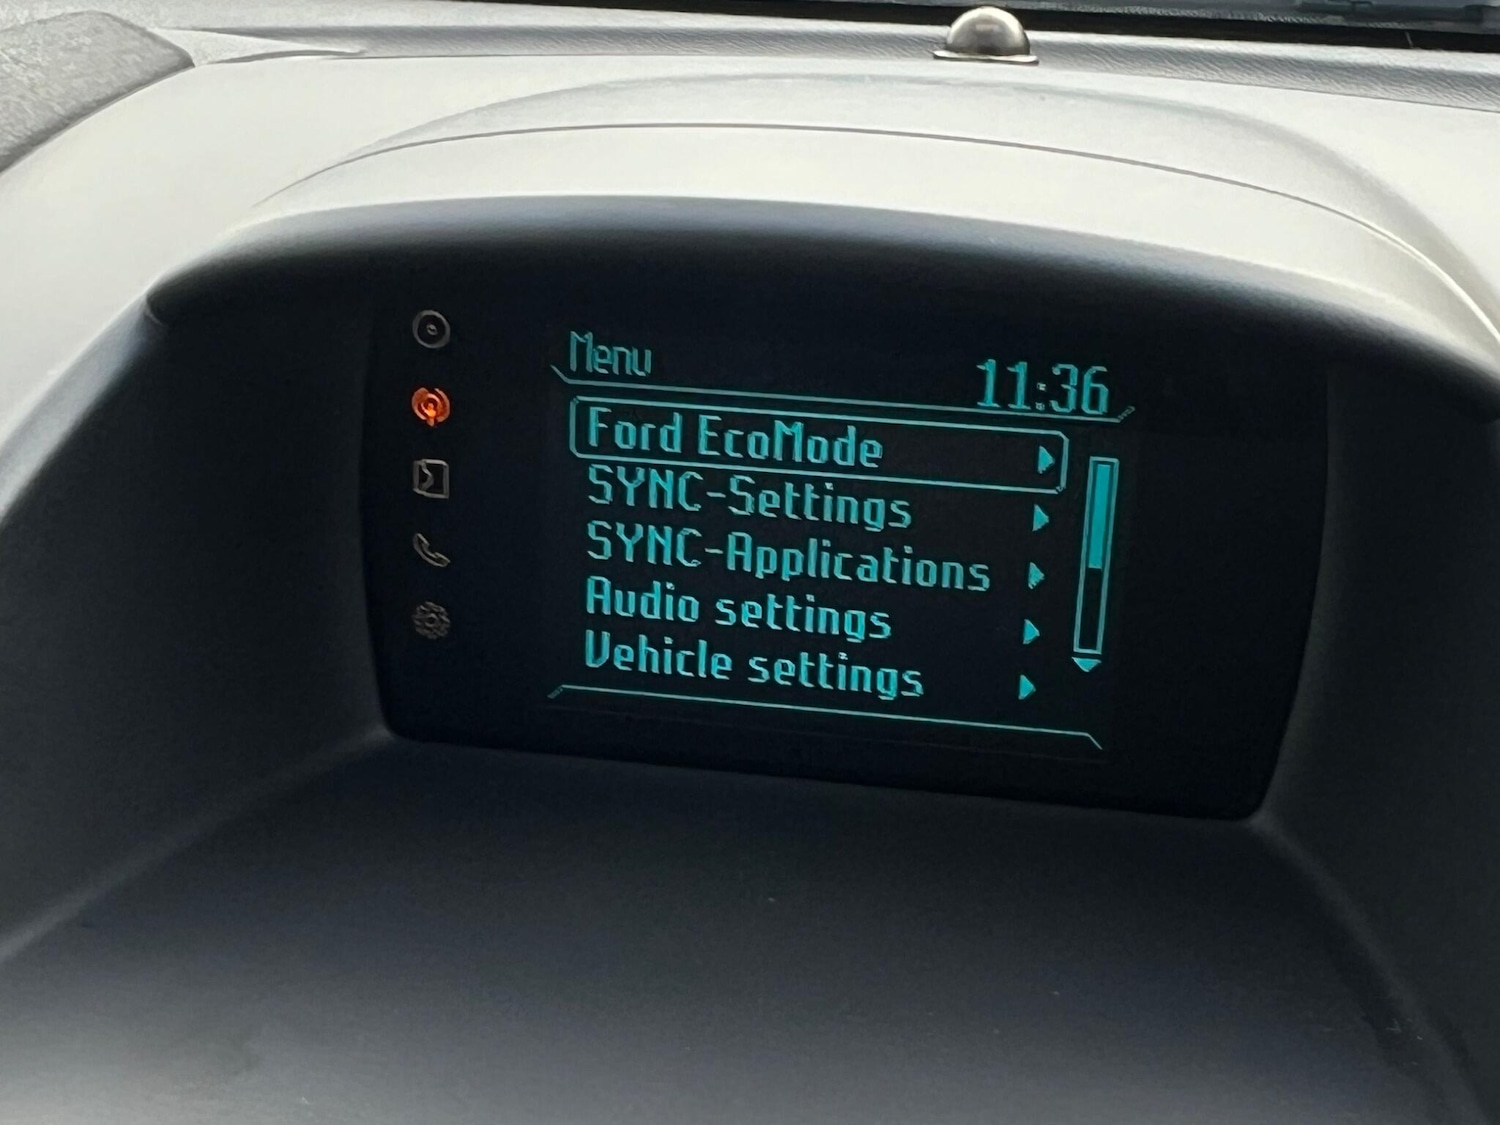 Menu
11:36
Ford EcoMode
SYNC-Settings
SYNC-Applications
Audio settings
Vehicle settings